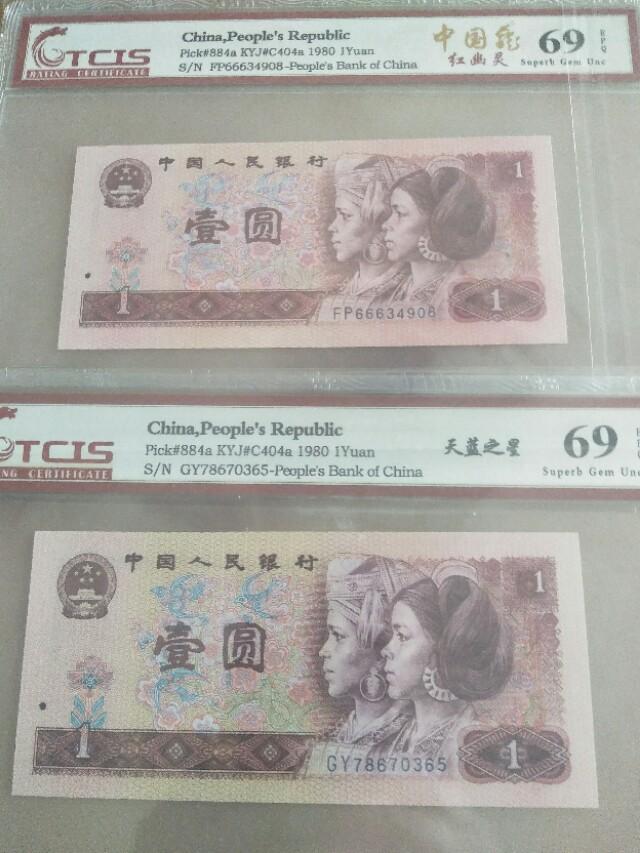 TCIS
RATING CERTIFICATE
China,People's Republic
Pick#884a KYJ#C404a 1980 1Yuan
S/N FP66634908-People's Bank of China
中国龙
红幽灵
69
EPQ
Superb Gem Unc
中国人民银行
1
壹圆
1
FP66634908
1
TCIS
NG CERTIFICATE
China,People's Republic
Pick#884a KYJ#C404a 1980 1Yuan
S/N GY78670365-People's Bank of China
天蓝之星
69
Superb Gem Unc
中国人民银行
1
壹圆
1
GY78670365
1